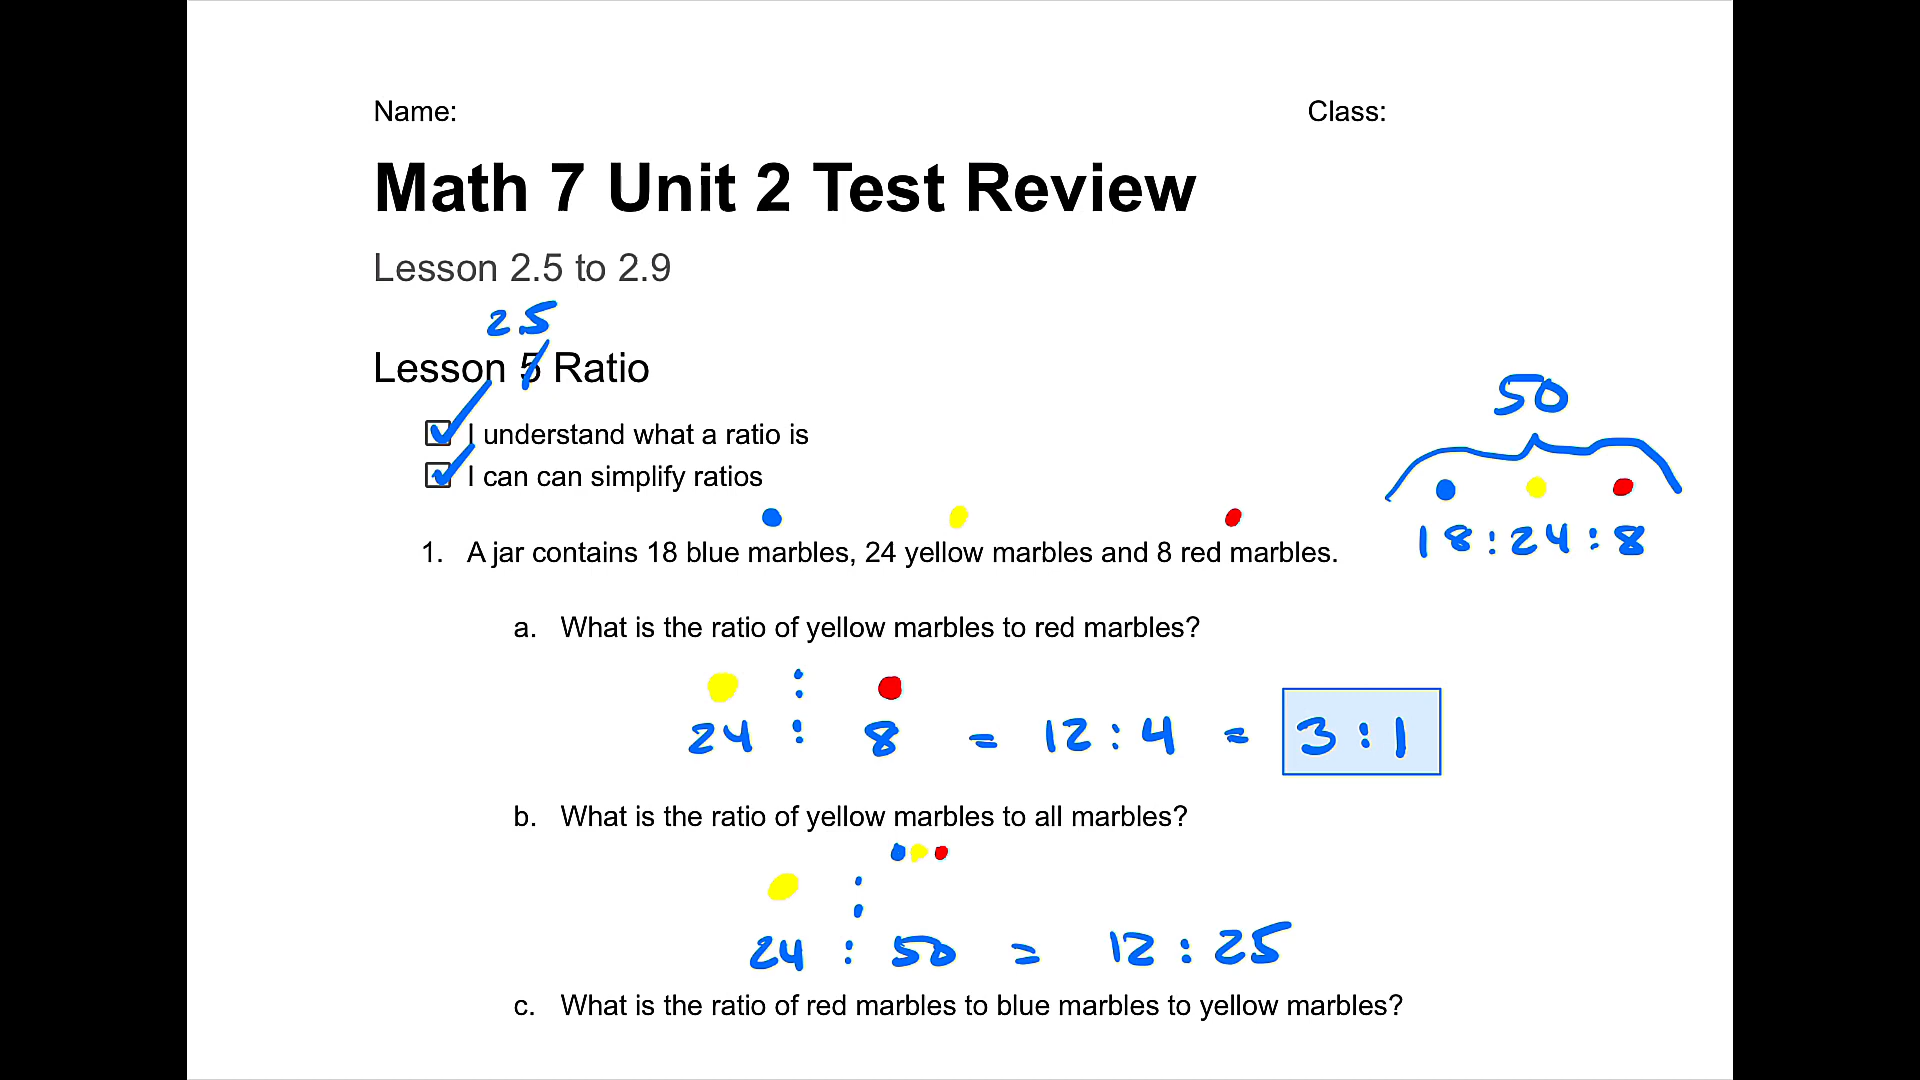 Name: Class:
Math 7 Unit 2 Test Review
Lesson 2.5 to 2.9
2.5
Lesson 5 Ratio
50
I understand what a ratio is
I can can simplify ratios
18:24:8
1. A jar contains 18 blue marbles, 24 yellow marbles and 8 red marbles.
a. What is the ratio of yellow marbles to red marbles?
:
24 : 8 = 12:4 = 3:1
b. What is the ratio of yellow marbles to all marbles?
:
24 : 50 = 12:25
c. What is the ratio of red marbles to blue marbles to yellow marbles?